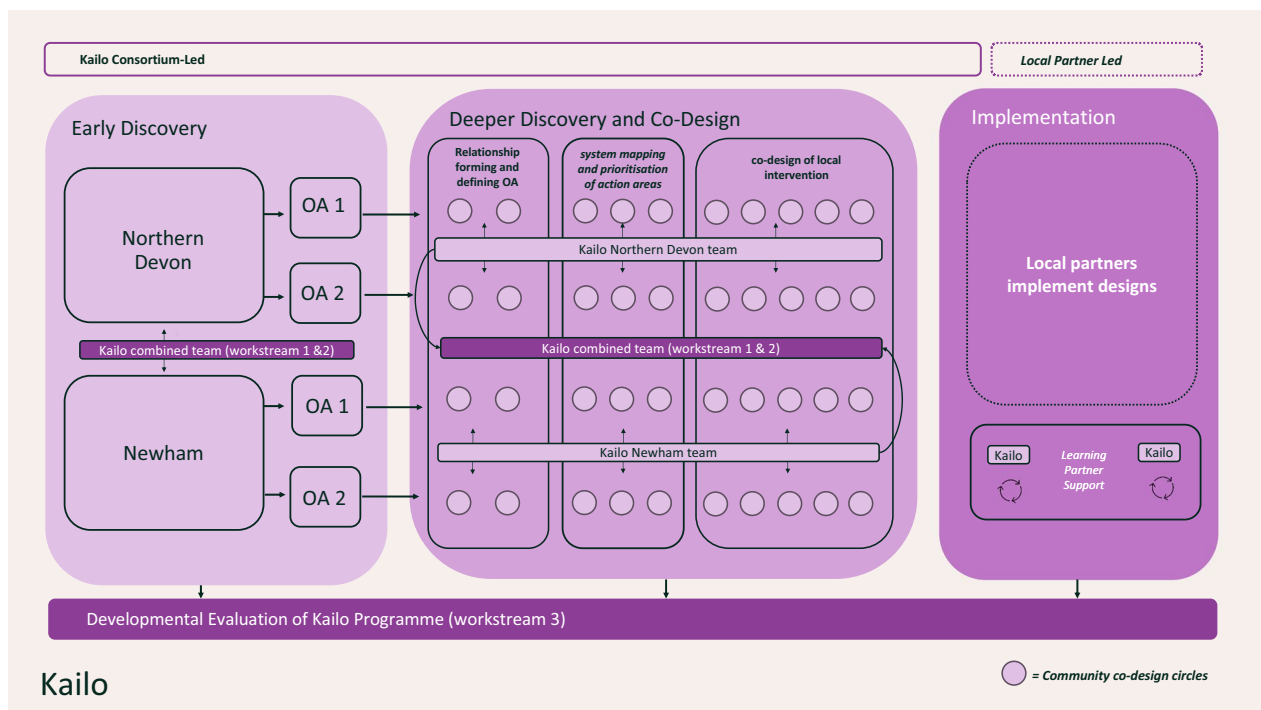 Kailo Consortium-Led
Local Partner Led
Early Discovery
Northern
Devon
OA 1
OA 2
Kailo combined team (workstream 1 &2)
Newham
OA 1
OA 2
Deeper Discovery and Co-Design
Relationship
forming and
defining OA
system mapping
and prioritisation
of action areas
co-design of local
intervention
Kailo Northern Devon team
Kailo combined team (workstream 1 & 2)
Kailo Newham team
Implementation
Local partners
implement designs
Kailo
Learning
Partner
Support
Kailo
Developmental Evaluation of Kailo Programme (workstream 3)
Kailo
= Community co-design circles